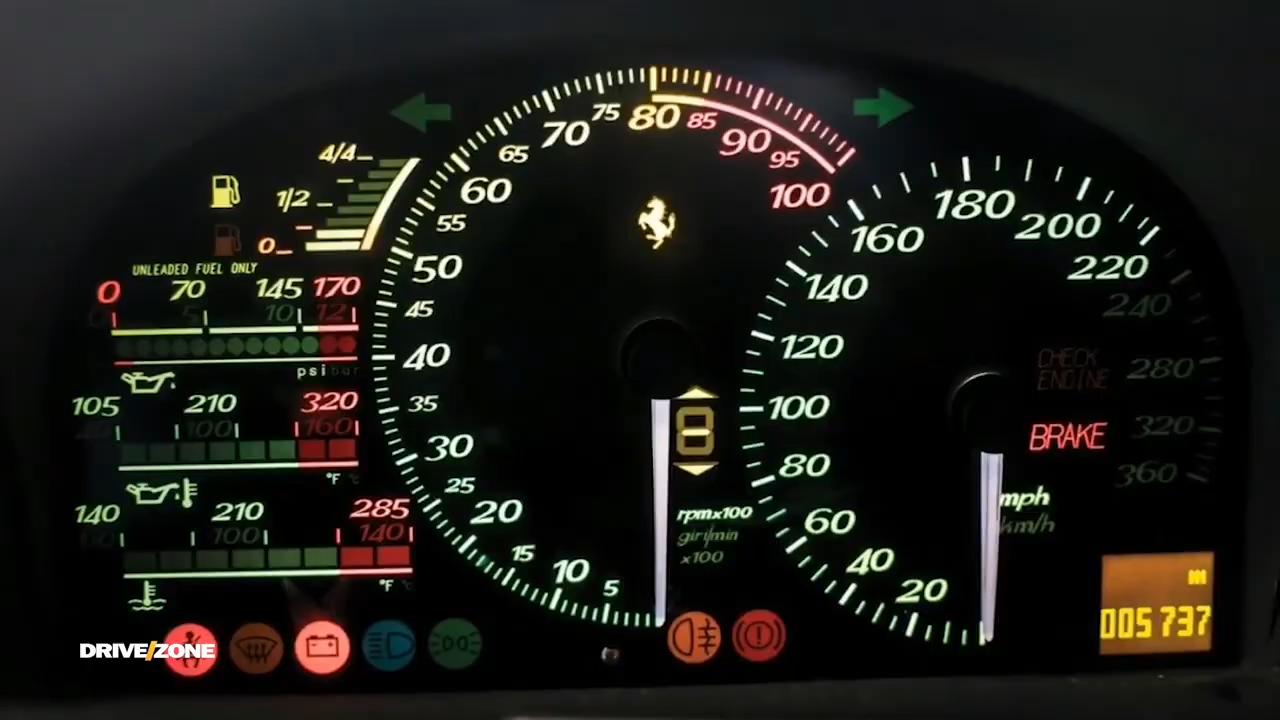 4/4
1/2
0
UNLEADED FUEL ONLY
0 70 145 170
10 12
psi bar
105 210 320
100 160
°F °C
140 210 285
100 140
°F
5
10
15
20
25
30
35
40
45
50
55
60
65
70
75
80
85
90
95
100
rpmx100
giri/min
x100
20
40
60
80
100
120
140
160
180
200
220
240
280
320
360
CHECK
ENGINE
BRAKE
mph
km/h
m
005737
DRIVE/ZONE